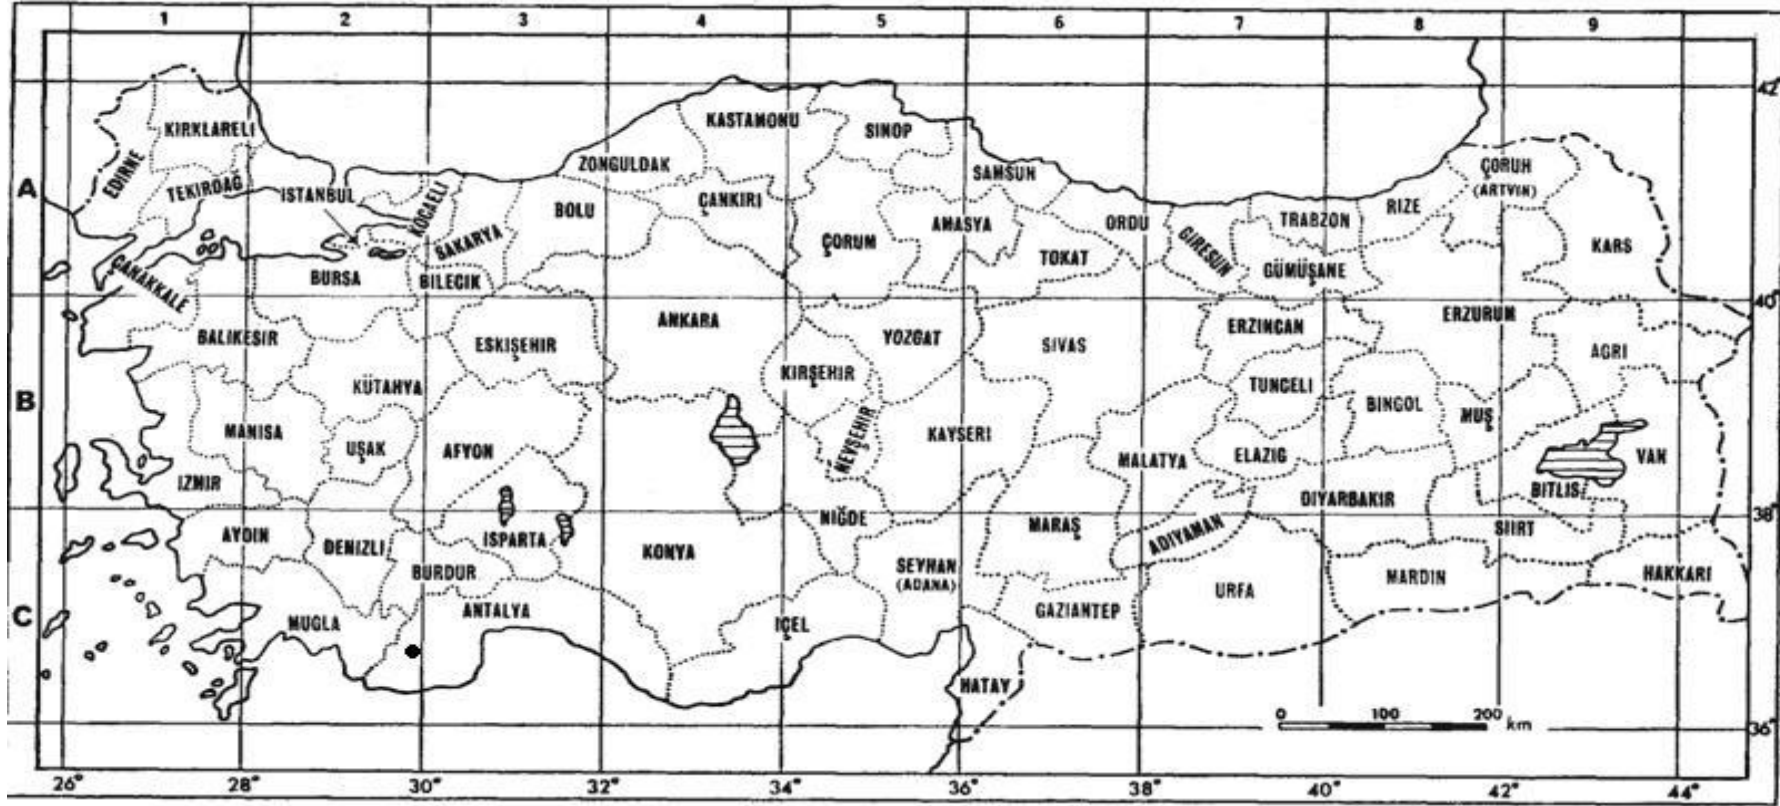 1 2 3 4 5 6 7 8 9
42°
KASTAMONU
SINOP
KIRKLARELI
ZONGULDAK
SAMSUN
ÇORUH
(ARTVIN)
EDIRNE
A
TEKIRDAĞ
ISTANBUL
KOCAELI
ÇANKIRI
BOLU
ORDU
TRABZON
RIZE
AMASYA
SAKARYA
ÇORUM
TOKAT
GIRESUN
KARS
GÜMÜŞANE
ÇANAKKALE
BURSA
BILECIK
40°
ANKARA
ERZURUM
ERZINCAN
BALIKESIR
ESKIŞEHIR
YOZGAT
SIVAS
AGRI
KIRŞEHIR
KÜTAHYA
TUNCELI
B
BINGOL
MUŞ
MANISA
UŞAK
AFYON
NEVŞEHIR
KAYSERI
MALATYA
ELAZIG
VAN
IZMIR
BITLIS
DIYARBAKIR
38°
NIĞDE
MARAŞ
ADIYAMAN
SIIRT
AYDIN
DENIZLI
ISPARTA
KONYA
BURDUR
SEYHAN
(ADANA)
URFA
MARDIN
HAKKARI
C
MUGLA
ANTALYA
IÇEL
GAZIANTEP
HATAY
0 100 200 km
36°
26° 28° 30° 32° 34° 36° 38° 40° 42° 44°